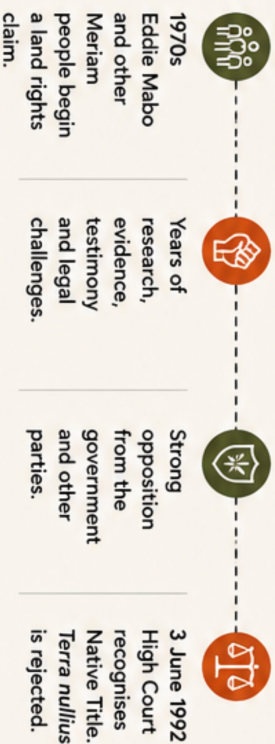 1970s
Eddie Mabo
and other
Meriam
people begin
a land rights
claim.
Years of
research,
evidence,
testimony
and legal
challenges.
Strong
opposition
from the
government
and other
parties.
3 June 1992
High Court
recognises
Native Title.
Terra nullius
is rejected.